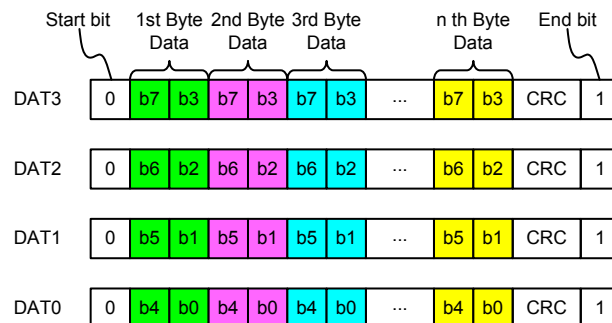 Start bit 1st Byte Data 2nd Byte Data 3rd Byte Data n th Byte Data End bit
DAT3 0 b7 b3 b7 b3 b7 b3 ... b7 b3 CRC 1
DAT2 0 b6 b2 b6 b2 b6 b2 ... b6 b2 CRC 1
DAT1 0 b5 b1 b5 b1 b5 b1 ... b5 b1 CRC 1
DAT0 0 b4 b0 b4 b0 b4 b0 ... b4 b0 CRC 1